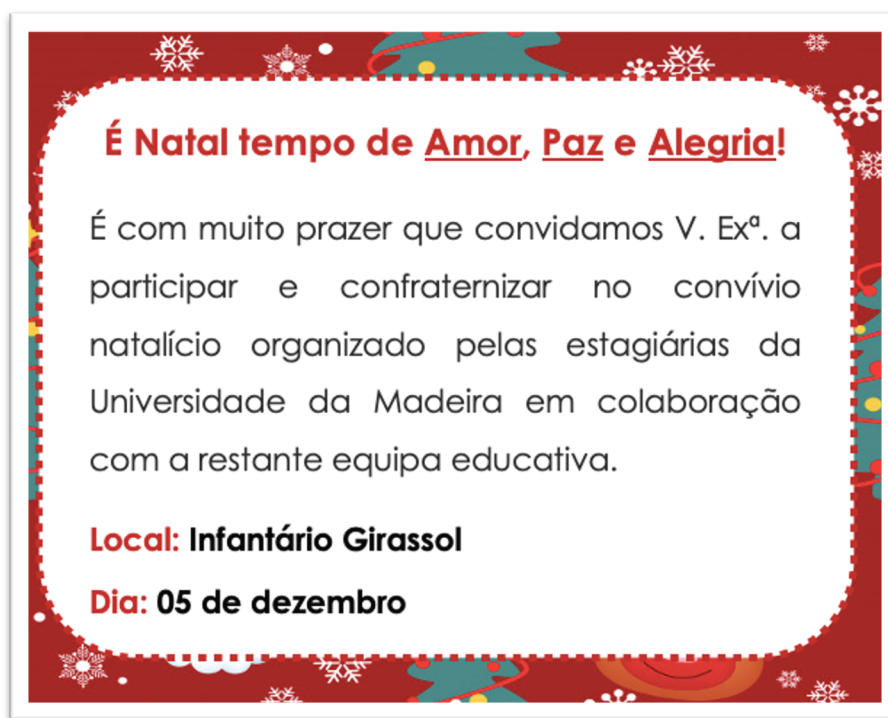 É Natal tempo de Amor, Paz e Alegria!
É com muito prazer que convidamos V. Exª. a
participar e confraternizar no convívio
natalício organizado pelas estagiárias da
Universidade da Madeira em colaboração
com a restante equipa educativa.
Local: Infantário Girassol
Dia: 05 de dezembro